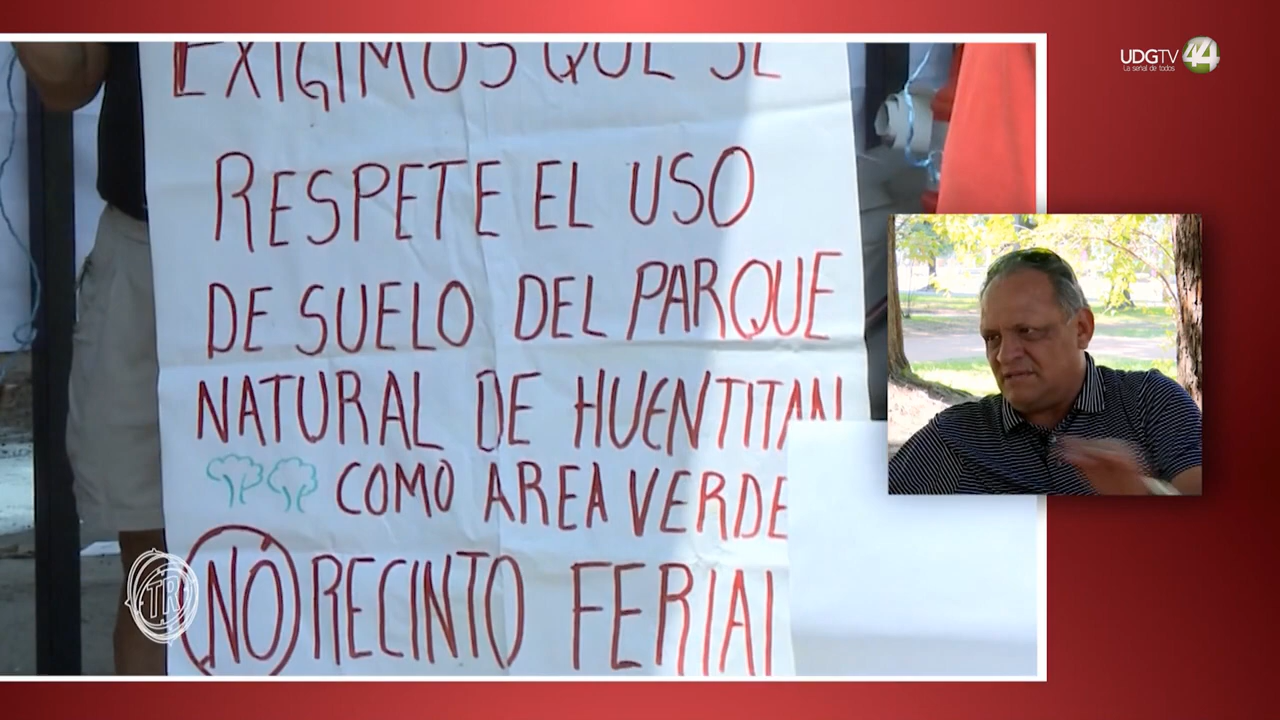 EXIGIMOS QUE SE
RESPETE EL USO
DE SUELO DEL PARQUE
NATURAL DE HUENTITAN
COMO AREA VERDE
NO RECINTO FERIAL
TR
UDGTV 44
La señal de todos